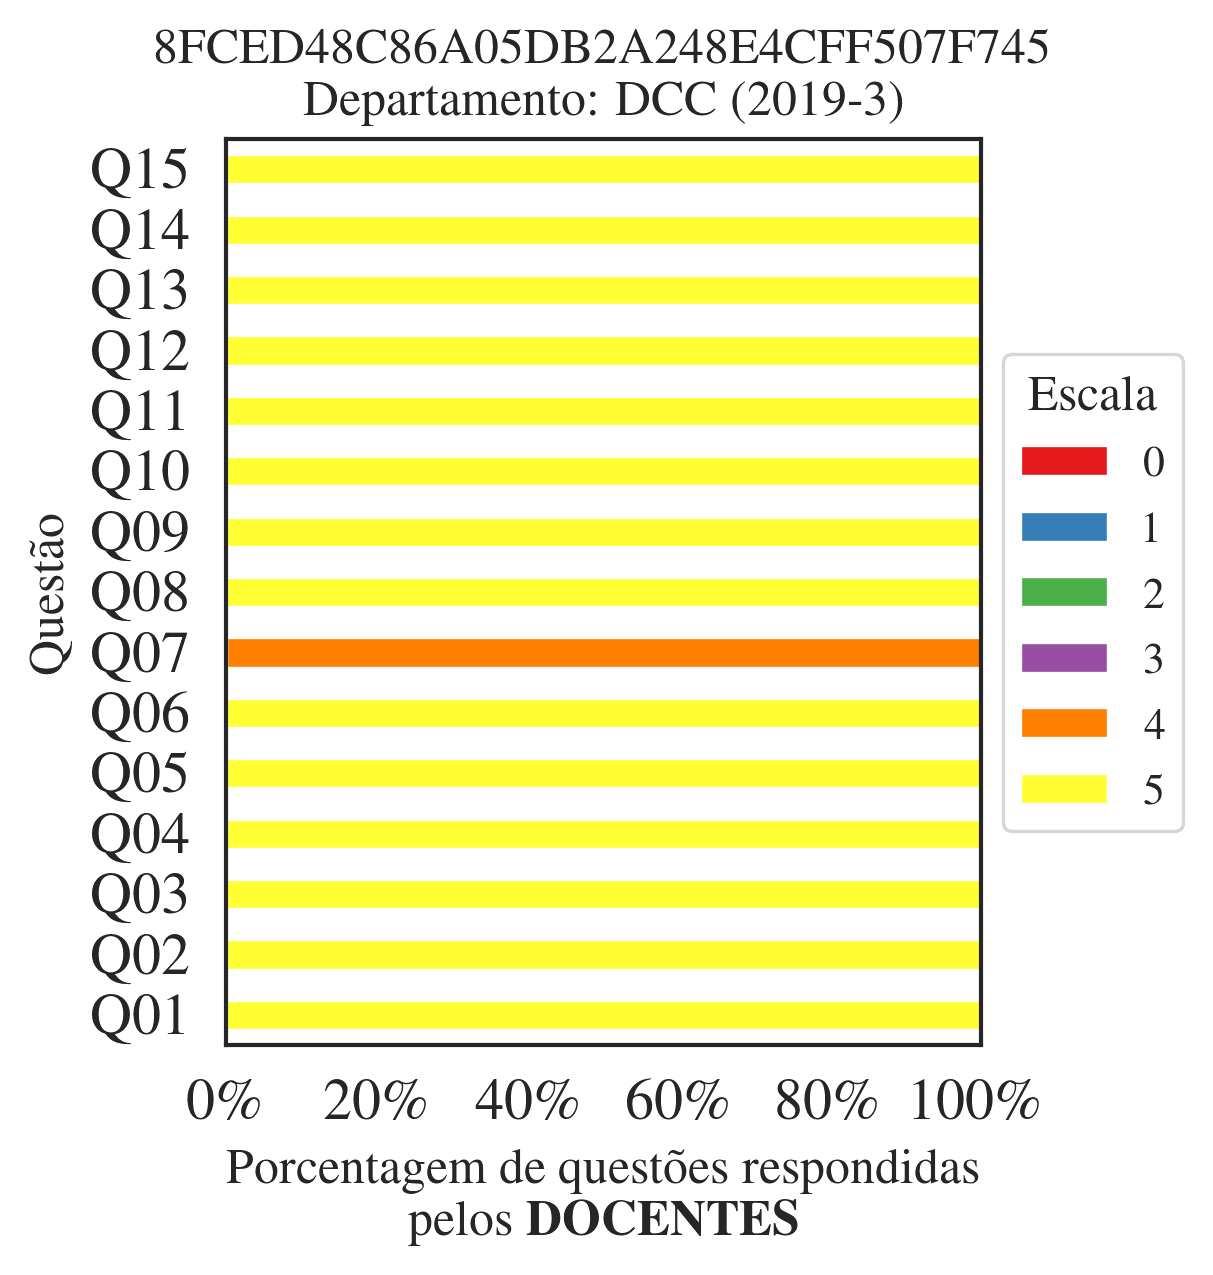 8FCED48C86A05DB2A248E4CFF507F745
Departamento: DCC (2019-3)
Questão
Q15
Q14
Q13
Q12
Q11
Q10
Q09
Q08
Q07
Q06
Q05
Q04
Q03
Q02
Q01
0% 20% 40% 60% 80% 100%
Porcentagem de questões respondidas
pelos DOCENTES
Escala
0
1
2
3
4
5